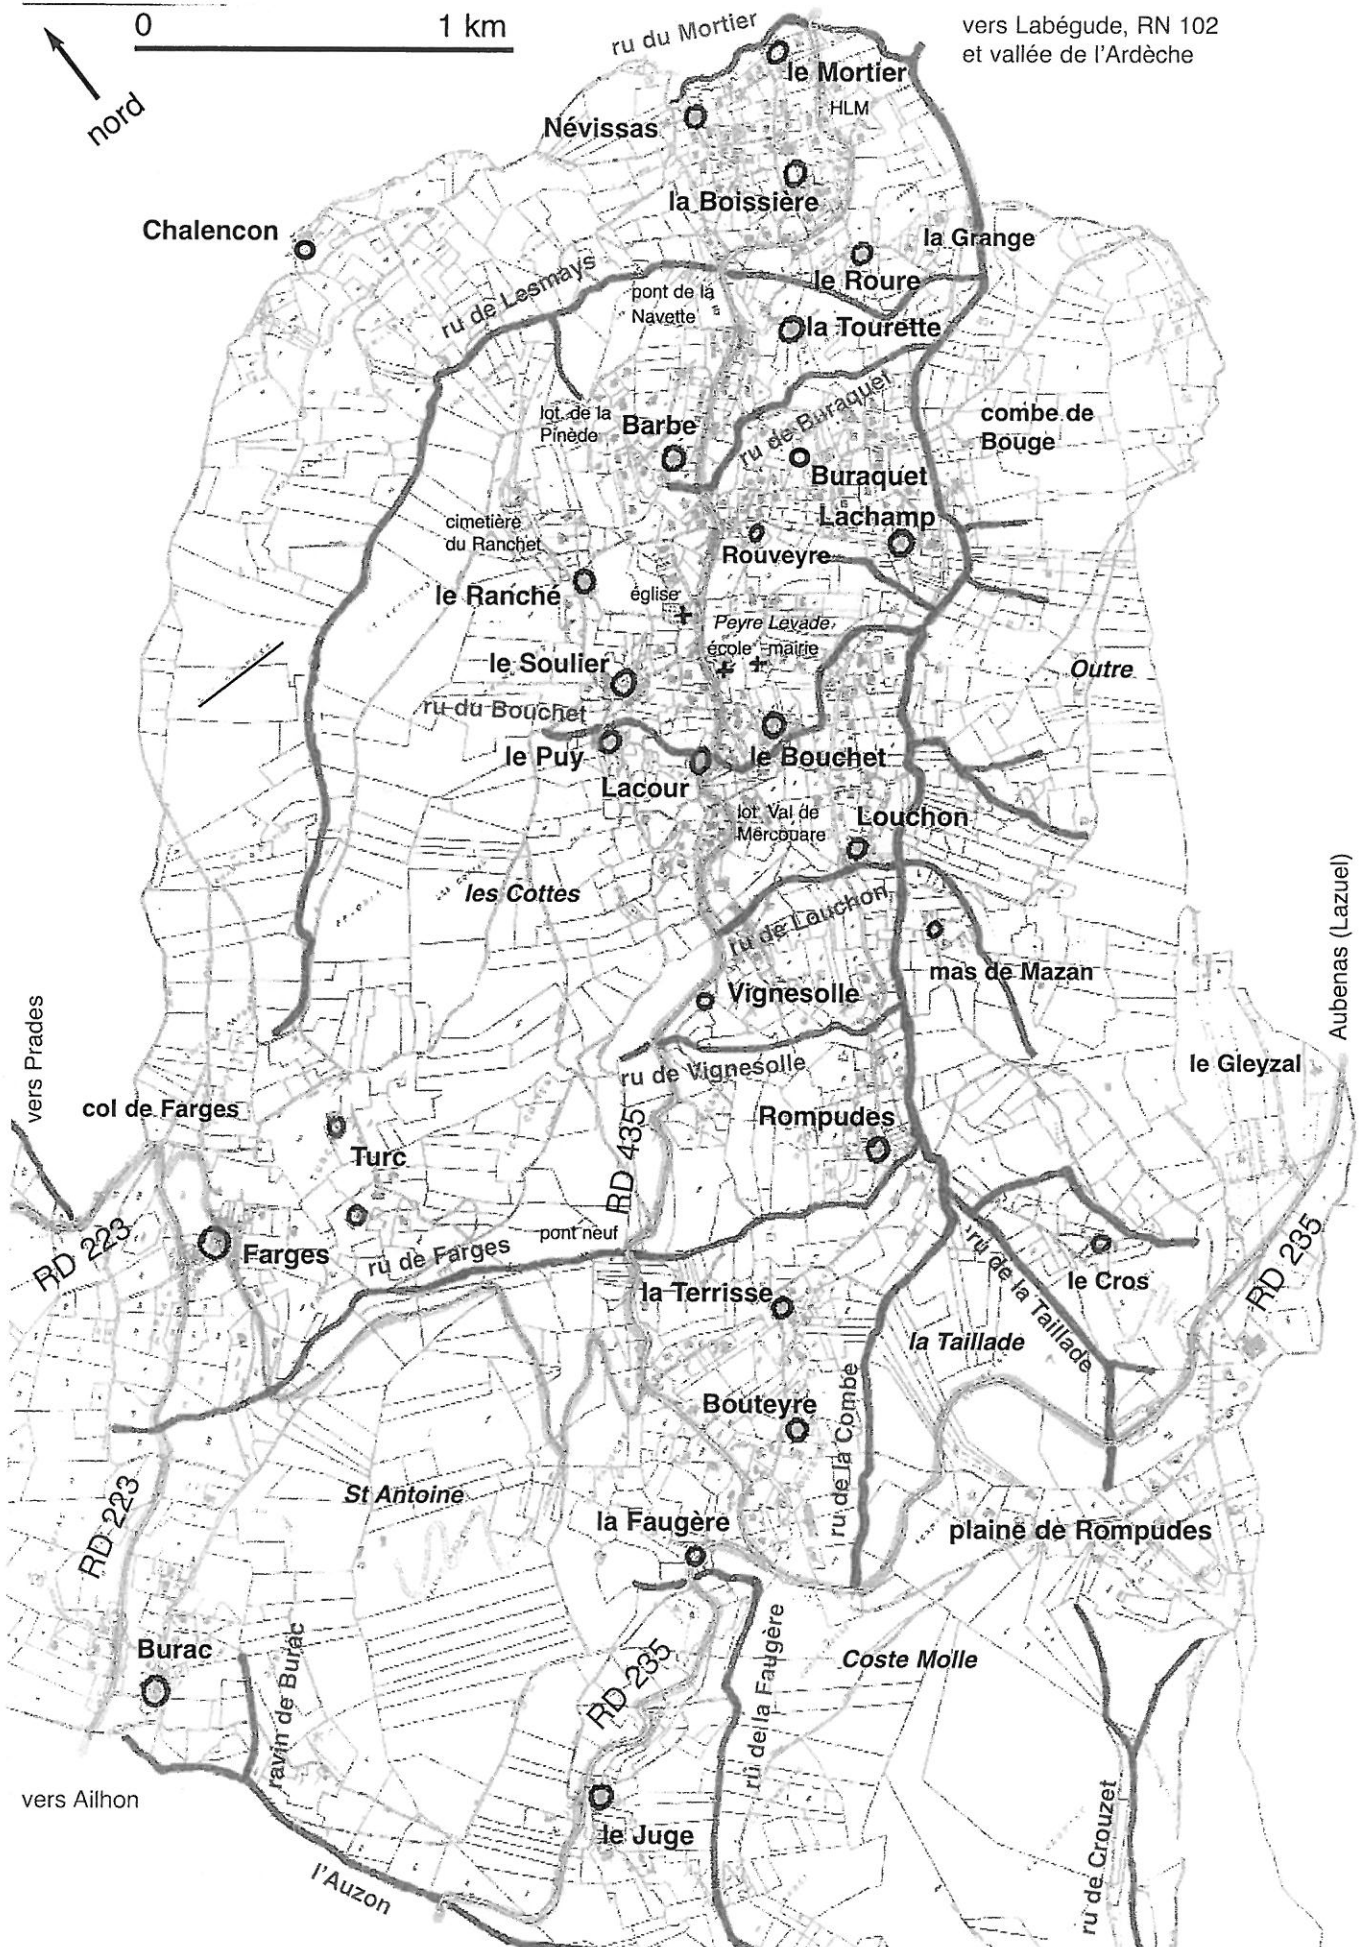 0 1 km
nord
ru du Mortier
vers Labégude, RN 102
et vallée de l'Ardèche
le Mortier
HLM
Névissas
la Boissière
Chalencon
la Grange
le Roure
ru de Lesmays
pont de la
Navette
la Tourette
lot. de la
Pinède
Barbe
ru de Buraquet
combe de
Bouge
Buraquet
Lachamp
cimetière
du Ranchet
Rouveyre
le Ranché
église
Peyre Levade
école mairie
le Soulier
Outre
ru du Bouchet
le Puy
le Bouchet
Lacour
lot. Val de
Mercouare
Louchon
les Cottes
ru de Louchon
mas de Mazan
Aubenas (Lazuel)
Vignesolle
vers Prades
le Gleyzal
ru de Vignesolle
col de Farges
Rompudes
Turc
RD 435
RD 223
Farges
ru de Farges
pont neuf
ru de la Taillade
le Cros
RD 235
la Terrisse
la Taillade
Bouteyre
ru de la Combe
St Antoine
RD 223
la Faugère
plaine de Rompudes
Burac
ravin de Burac
RD 235
ru de la Faugère
Coste Molle
vers Ailhon
le Juge
l'Auzon
ru de Crouzet